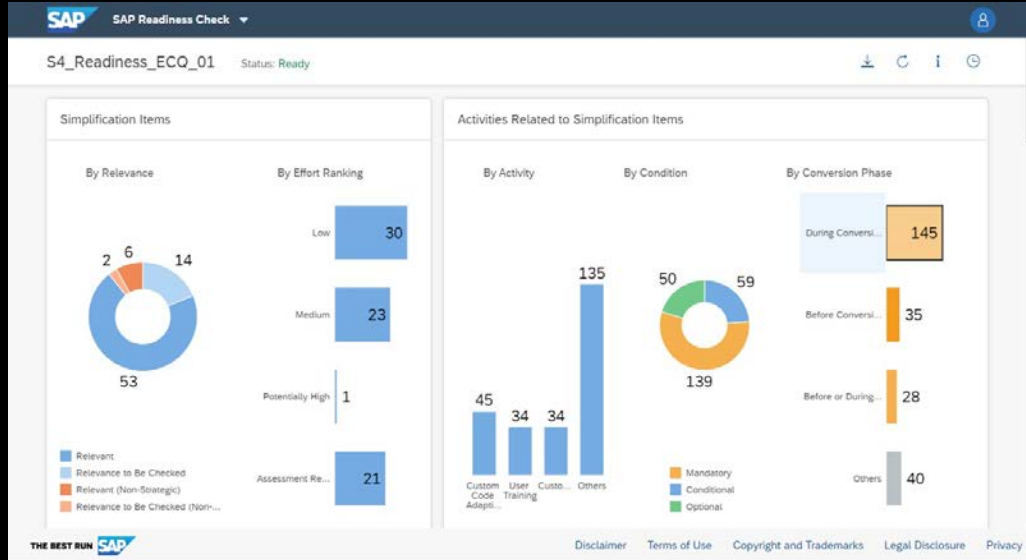 SAP SAP Readiness Check
S4_Readiness_ECQ_01 Status: Ready
Simplification Items
By Relevance
2
6
14
53
Relevant
Relevance to Be Checked
Relevant (Non-Strategic)
Relevance to Be Checked (Non-...
By Effort Ranking
Low 30
Medium 23
Potentially High 1
Assessment Re... 21
Activities Related to Simplification Items
By Activity
45
34
34
135
Custom
Code
Adapti...
User
Training
Custo...
Others
By Condition
50
59
139
Mandatory
Conditional
Optional
By Conversion Phase
During Conversi... 145
Before Conversi... 35
Before or During... 28
Others 40
THE BEST RUN SAP
Disclaimer Terms of Use Copyright and Trademarks Legal Disclosure Privacy